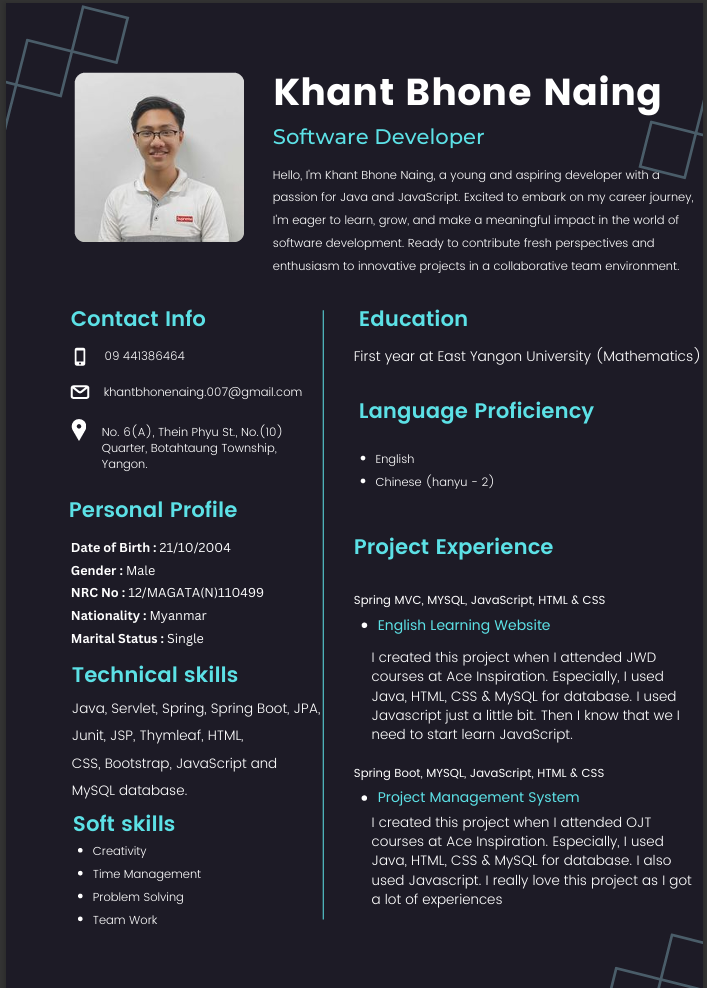 Khant Bhone Naing
Software Developer
Hello, I'm Khant Bhone Naing, a young and aspiring developer with a
passion for Java and JavaScript. Excited to embark on my career journey,
I'm eager to learn, grow, and make a meaningful impact in the world of
software development. Ready to contribute fresh perspectives and
enthusiasm to innovative projects in a collaborative team environment.
Supreme
Contact Info
09 441386464
khantbhonenaing.007@gmail.com
No. 6(A), Thein Phyu St., No.(10)
Quarter, Botahtaung Township,
Yangon.
Personal Profile
Date of Birth : 21/10/2004
Gender : Male
NRC No : 12/MAGATA(N)110499
Nationality : Myanmar
Marital Status : Single
Technical skills
Java, Servlet, Spring, Spring Boot, JPA,
Junit, JSP, Thymleaf, HTML,
CSS, Bootstrap, JavaScript and
MySQL database.
Soft skills
Creativity
Time Management
Problem Solving
Team Work
Education
First year at East Yangon University (Mathematics)
Language Proficiency
English
Chinese (hanyu - 2)
Project Experience
Spring MVC, MYSQL, JavaScript, HTML & CSS
English Learning Website
I created this project when I attended JWD
courses at Ace Inspiration. Especially, I used
Java, HTML, CSS & MySQL for database. I used
Javascript just a little bit. Then I know that we I
need to start learn JavaScript.
Spring Boot, MYSQL, JavaScript, HTML & CSS
Project Management System
I created this project when I attended OJT
courses at Ace Inspiration. Especially, I used
Java, HTML, CSS & MySQL for database. I also
used Javascript. I really love this project as I got
a lot of experiences